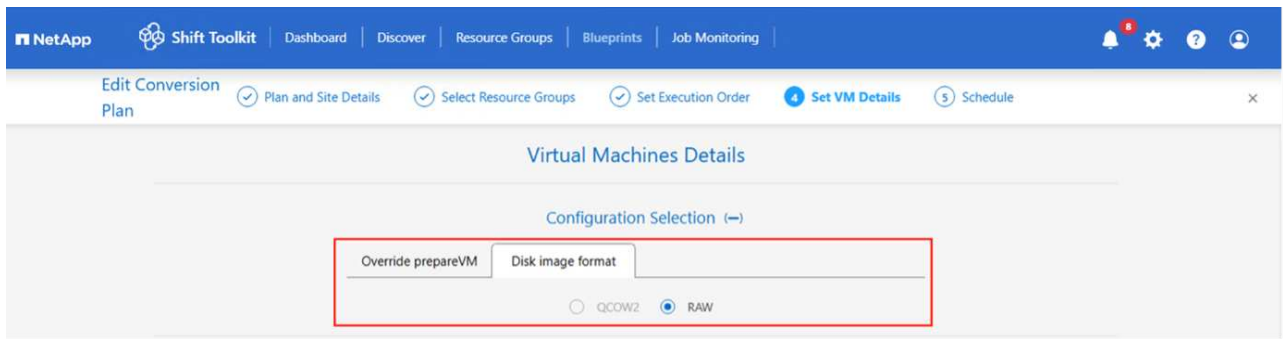 NetApp Shift Toolkit Dashboard Discover Resource Groups Blueprints Job Monitoring 8 ?
Edit Conversion
Plan
Plan and Site Details Select Resource Groups Set Execution Order 4 Set VM Details 5 Schedule
Virtual Machines Details
Configuration Selection (−)
Override prepareVM Disk image format
QCOW2 RAW